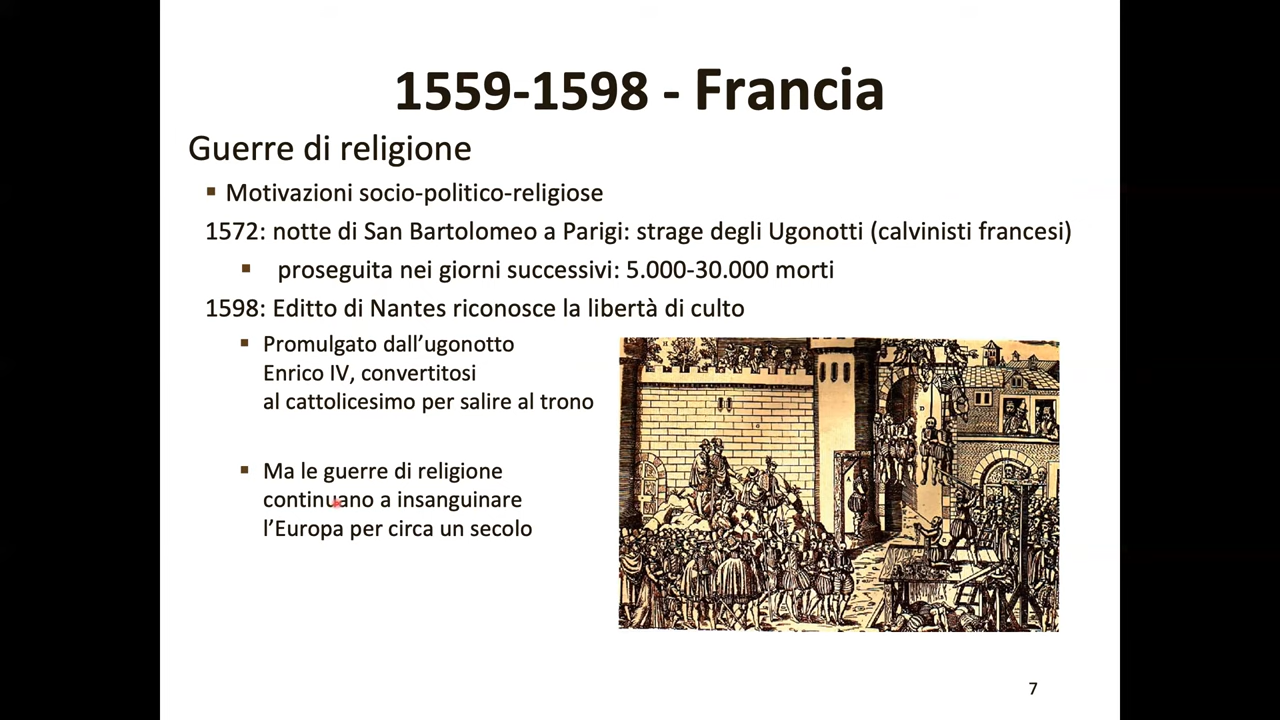 1559-1598 - Francia
Guerre di religione
▪ Motivazioni socio-politico-religiose
1572: notte di San Bartolomeo a Parigi: strage degli Ugonotti (calvinisti francesi)
▪ proseguita nei giorni successivi: 5.000-30.000 morti
1598: Editto di Nantes riconosce la libertà di culto
▪ Promulgato dall’ugonotto
Enrico IV, convertitosi
al cattolicesimo per salire al trono
▪ Ma le guerre di religione
continuano a insanguinare
l’Europa per circa un secolo
7